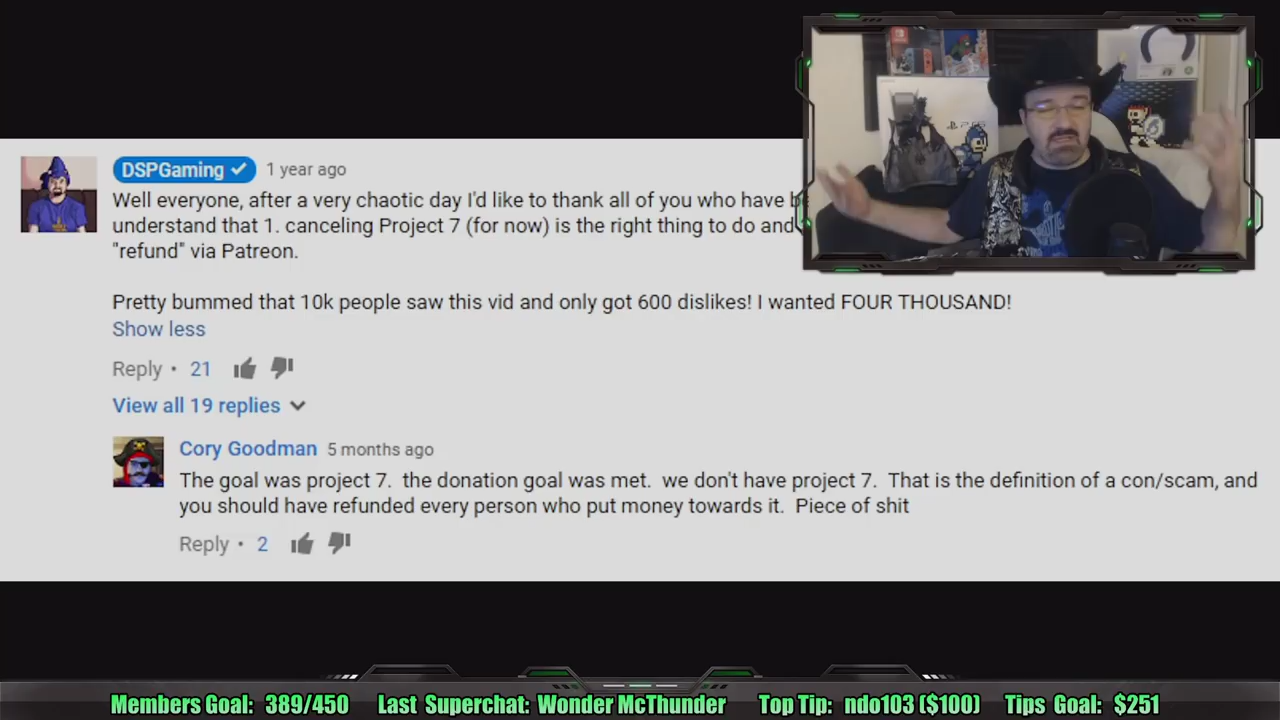 DSPGaming 1 year ago
Well everyone, after a very chaotic day I'd like to thank all of you who have
understand that 1. canceling Project 7 (for now) is the right thing to do and
"refund" via Patreon.
Pretty bummed that 10k people saw this vid and only got 600 dislikes! I wanted FOUR THOUSAND!
Show less
Reply • 21
View all 19 replies
Cory Goodman 5 months ago
The goal was project 7. the donation goal was met. we don't have project 7. That is the definition of a con/scam, and
you should have refunded every person who put money towards it. Piece of shit
Reply • 2
Members Goal: 389/450 Last Superchat: Wonder McThunder Top Tip: ndo103 ($100) Tips Goal: $251